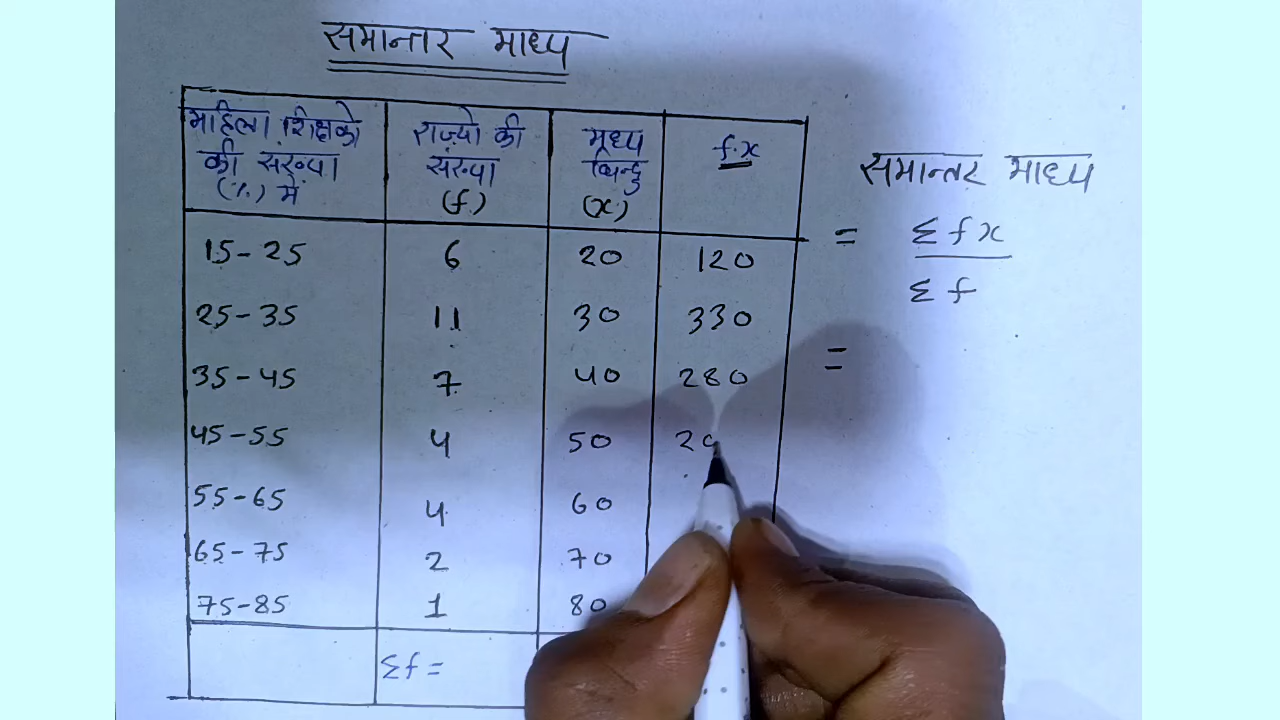 समान्तर माध्य
महिला शिक्षको की संख्या (%) में
राज्यो की संख्या (f)
मध्य बिन्दु (x)
f.x
15-25 6 20 120
25-35 11 30 330
35-45 7 40 280
45-55 4 50 20
55-65 4 60
65-75 2 70
75-85 1 80
Σf =
समान्तर माध्य
= Σfx
Σf
=